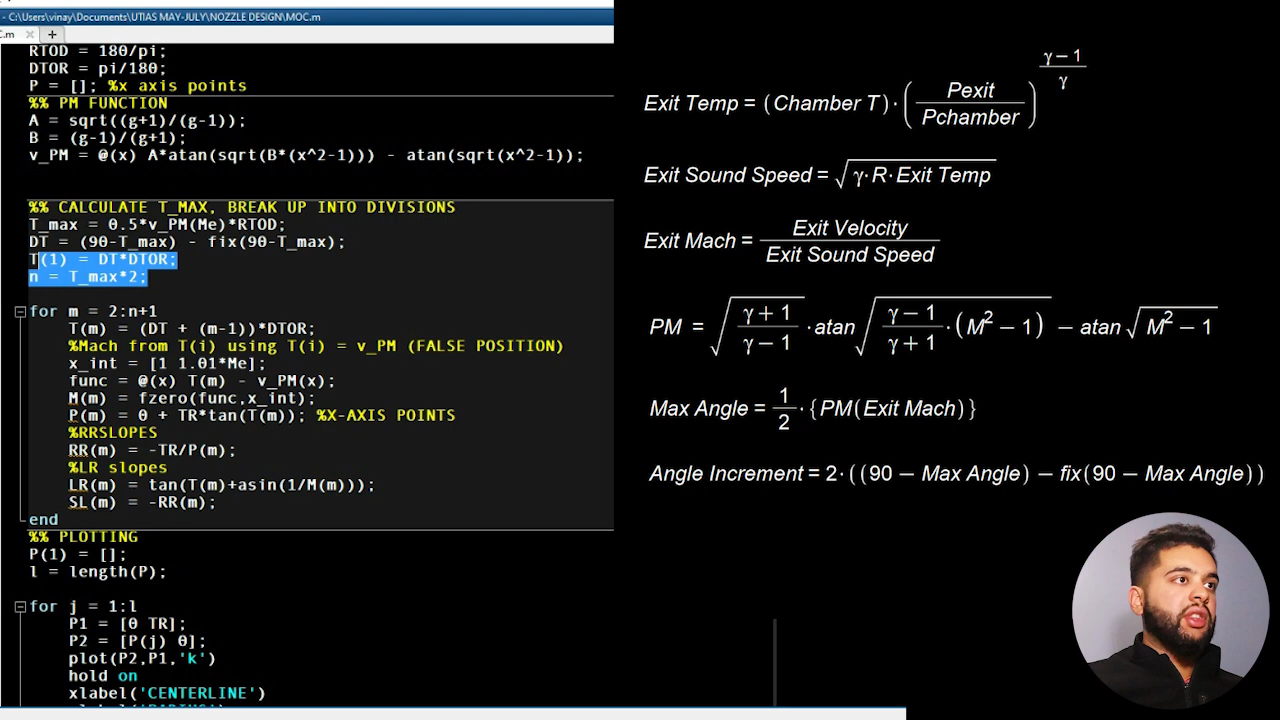 - C:\Users\vinay\Documents\UTIAS MAY-JULY\NOZZLE DESIGN\MOC.m
C.m × +
RTOD = 180/pi;
DTOR = pi/180;
P = []; %x axis points
%% PM FUNCTION
A = sqrt((g+1)/(g-1));
B = (g-1)/(g+1);
v_PM = @(x) A*atan(sqrt(B*(x^2-1))) - atan(sqrt(x^2-1));
%% CALCULATE T_MAX, BREAK UP INTO DIVISIONS
T_max = 0.5*v_PM(Me)*RTOD;
DT = (90-T_max) - fix(90-T_max);
T(1) = DT*DTOR;
n = T_max*2;
for m = 2:n+1
T(m) = (DT + (m-1))*DTOR;
%Mach from T(i) using T(i) = v_PM (FALSE POSITION)
x_int = [1 1.01*Me];
func = @(x) T(m) - v_PM(x);
M(m) = fzero(func,x_int);
P(m) = 0 + TR*tan(T(m)); %X-AXIS POINTS
%RRSLOPES
RR(m) = -TR/P(m);
%LR slopes
LR(m) = tan(T(m)+asin(1/M(m)));
SL(m) = -RR(m);
end
%% PLOTTING
P(1) = [];
l = length(P);
for j = 1:l
P1 = [0 TR];
P2 = [P(j) 0];
plot(P2,P1,'k')
hold on
xlabel('CENTERLINE')
Exit Temp = (Chamber T)·(Pexit/Pchamber)^((γ−1)/γ)
Exit Sound Speed = √(γ·R·Exit Temp)
Exit Mach = Exit Velocity/Exit Sound Speed
PM = √((γ+1)/(γ−1))·atan√((γ−1)/(γ+1)·(M²−1)) − atan√(M²−1)
Max Angle = 1/2·{PM(Exit Mach)}
Angle Increment = 2·((90 − Max Angle) − fix(90 − Max Angle))